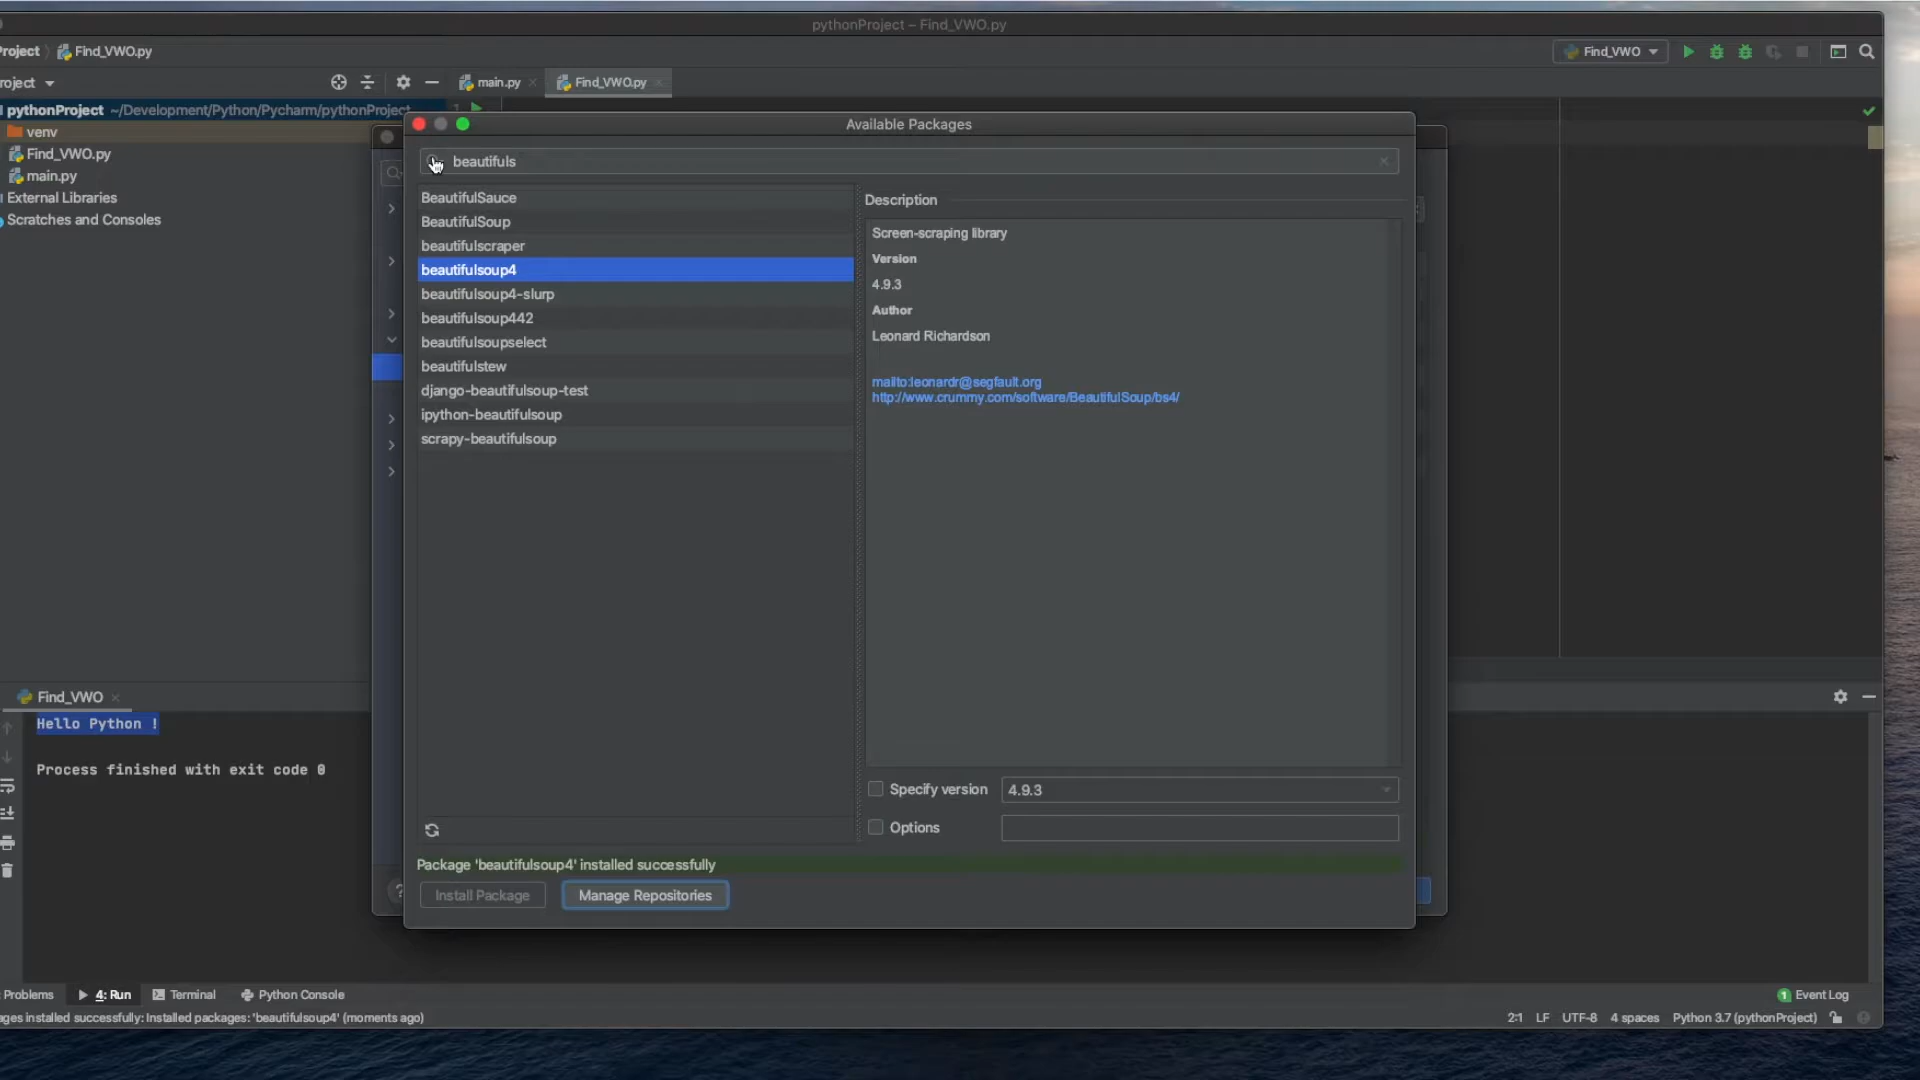 pythonProject – Find_VWO.py
Project
Find_VWO.py
Find_VWO
roject
main.py
Find_VWO.py
pythonProject ~/Development/Python/Pycharm/pythonProject
1
venv
Find_VWO.py
main.py
External Libraries
Scratches and Consoles
Available Packages
beautifuls
BeautifulSauce
BeautifulSoup
beautifulscraper
beautifulsoup4
beautifulsoup4-slurp
beautifulsoup442
beautifulsoupselect
beautifulstew
django-beautifulsoup-test
ipython-beautifulsoup
scrapy-beautifulsoup
Description
Screen-scraping library
Version
4.9.3
Author
Leonard Richardson
mailto:leonardr@segfault.org
http://www.crummy.com/software/BeautifulSoup/bs4/
Specify version
4.9.3
Options
Package 'beautifulsoup4' installed successfully
Install Package
Manage Repositories
?
Find_VWO
Hello Python !
Process finished with exit code 0
Problems
4: Run
Terminal
Python Console
1 Event Log
ages installed successfully: Installed packages: 'beautifulsoup4' (moments ago)
2:1 LF UTF-8 4 spaces Python 3.7 (pythonProject)